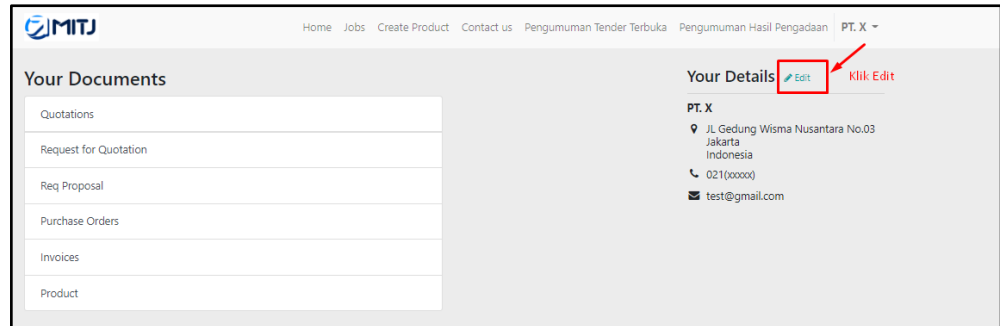 MITJ
Home Jobs Create Product Contact us Pengumuman Tender Terbuka Pengumuman Hasil Pengadaan PT. X
Your Documents
Quotations
Request for Quotation
Req Proposal
Purchase Orders
Invoices
Product
Your Details Edit Klik Edit
PT. X
JL Gedung Wisma Nusantara No.03
Jakarta
Indonesia
021(xxxxx)
test@gmail.com